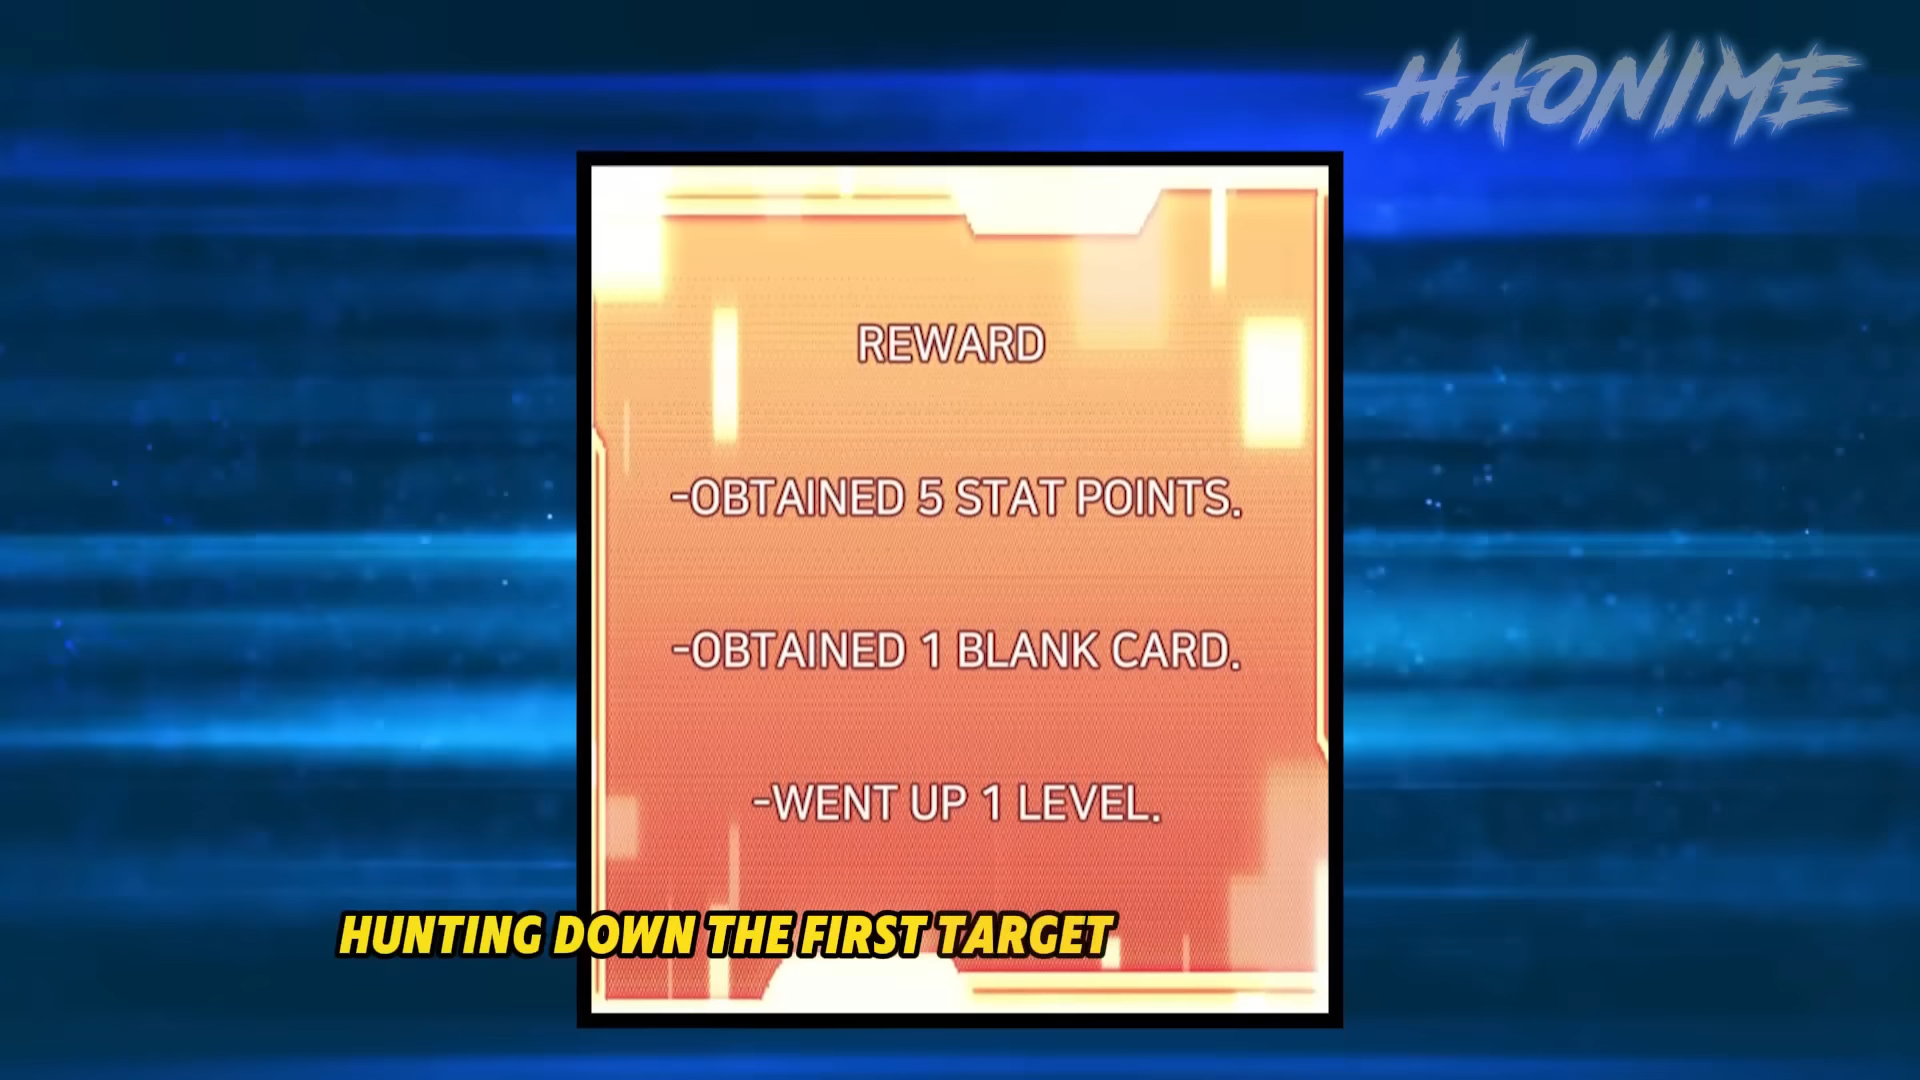 HAONIME
REWARD
-OBTAINED 5 STAT POINTS.
-OBTAINED 1 BLANK CARD.
-WENT UP 1 LEVEL.
HUNTING DOWN THE FIRST TARGET